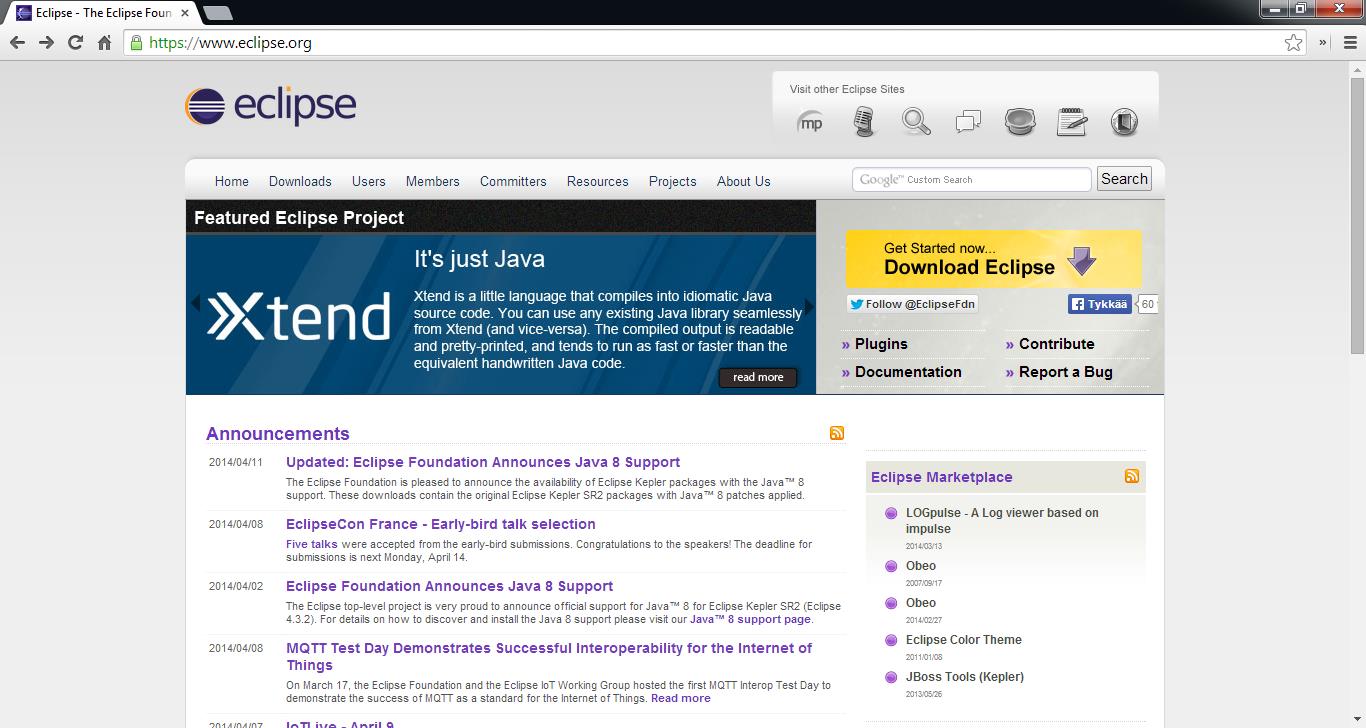 Eclipse - The Eclipse Foun
https://www.eclipse.org
eclipse
Visit other Eclipse Sites
mp
Home Downloads Users Members Committers Resources Projects About Us
Google™ Custom Search
Search
Featured Eclipse Project
Xtend
It's just Java
Xtend is a little language that compiles into idiomatic Java
source code. You can use any existing Java library seamlessly
from Xtend (and vice-versa). The compiled output is readable
and pretty-printed, and tends to run as fast or faster than the
equivalent handwritten Java code.
read more
Get Started now...
Download Eclipse
Follow @EclipseFdn
Tykkää
60
» Plugins
» Contribute
» Documentation
» Report a Bug
Announcements
2014/04/11
Updated: Eclipse Foundation Announces Java 8 Support
The Eclipse Foundation is pleased to announce the availability of Eclipse Kepler packages with the Java™ 8
support. These downloads contain the original Eclipse Kepler SR2 packages with Java™ 8 patches applied.
2014/04/08
EclipseCon France - Early-bird talk selection
Five talks were accepted from the early-bird submissions. Congratulations to the speakers! The deadline for
submissions is next Monday, April 14.
2014/04/02
Eclipse Foundation Announces Java 8 Support
The Eclipse top-level project is very proud to announce official support for Java™ 8 for Eclipse Kepler SR2 (Eclipse
4.3.2). For details on how to discover and install the Java 8 support please visit our Java™ 8 support page.
2014/04/08
MQTT Test Day Demonstrates Successful Interoperability for the Internet of
Things
On March 17, the Eclipse Foundation and the Eclipse IoT Working Group hosted the first MQTT Interop Test Day to
demonstrate the success of MQTT as a standard for the Internet of Things. Read more
2014/04/07
IoTLive - April 9
Eclipse Marketplace
LOGpulse - A Log viewer based on
impulse
2014/03/13
Obeo
2007/09/17
Obeo
2014/02/27
Eclipse Color Theme
2011/01/08
JBoss Tools (Kepler)
2013/05/26